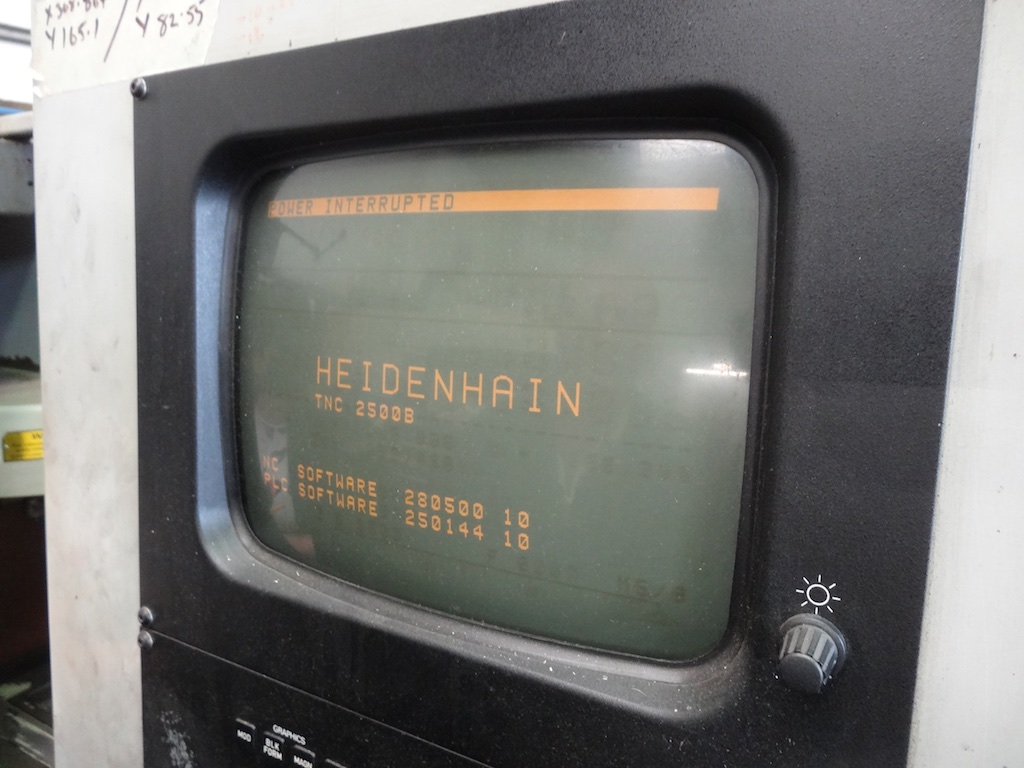 Y165.1 / Y 82.55
POWER INTERRUPTED
HEIDENHAIN
TNC 2500B
NC SOFTWARE 280500 10
PLC SOFTWARE 250144 10
GRAPHICS
MOD
BLK
FORM
MAGN